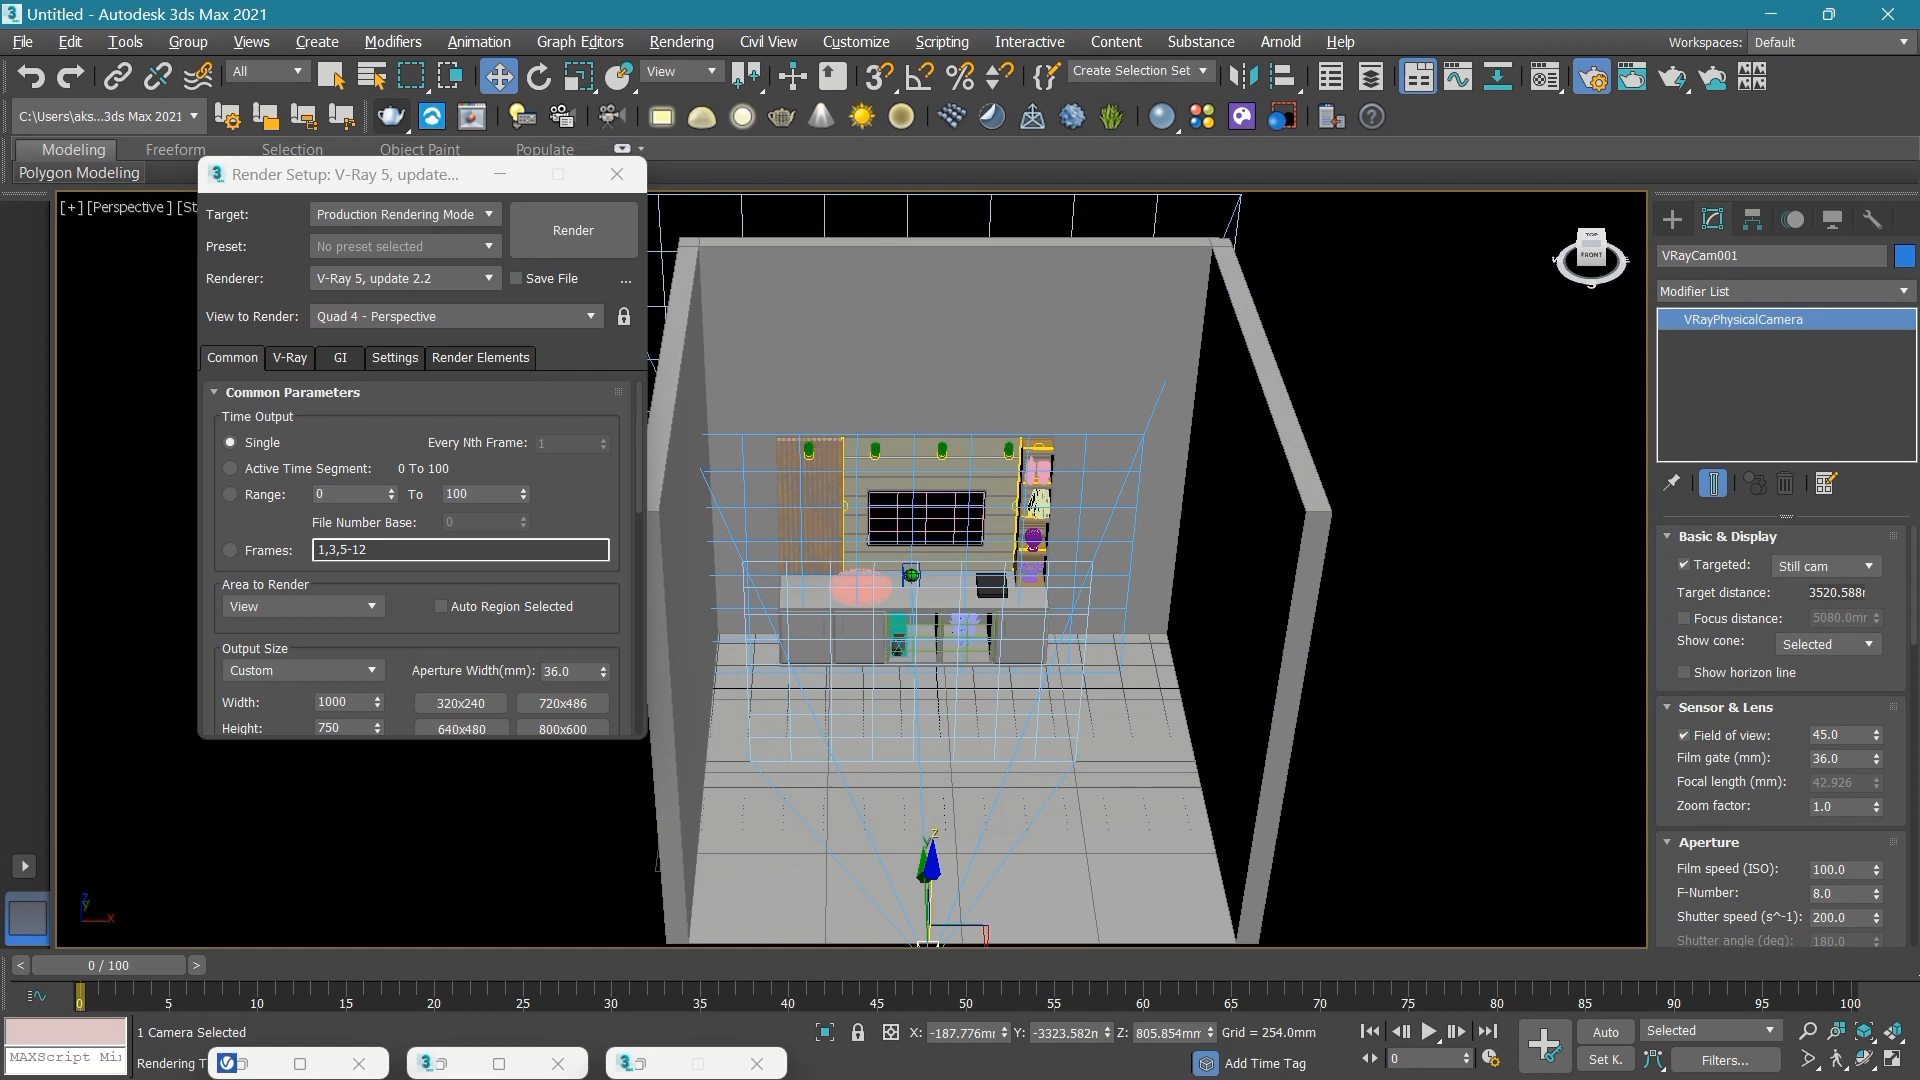 Untitled - Autodesk 3ds Max 2021
File Edit Tools Group Views Create Modifiers Animation Graph Editors Rendering Civil View Customize Scripting Interactive Content Substance Arnold Help Workspaces: Default
All View Create Selection Set
C:\Users\aks...3ds Max 2021
Modeling Freeform Selection Object Paint Populate
Polygon Modeling
[+] [Perspective] [St
Render Setup: V-Ray 5, update...
Target: Production Rendering Mode
Render
Preset: No preset selected
Renderer: V-Ray 5, update 2.2 Save File ...
View to Render: Quad 4 - Perspective
Common V-Ray GI Settings Render Elements
Common Parameters
Time Output
Single Every Nth Frame: 1
Active Time Segment: 0 To 100
Range: 0 To 100
File Number Base: 0
Frames: 1,3,5-12
Area to Render
View Auto Region Selected
Output Size
Custom Aperture Width(mm): 36.0
Width: 1000 320x240 720x486
Height: 750 640x480 800x600
TOP
FRONT
S
z
y
z
y
x
VRayCam001
Modifier List
VRayPhysicalCamera
Basic & Display
Targeted: Still cam
Target distance: 3520.588
Focus distance: 5080.0m
Show cone: Selected
Show horizon line
Sensor & Lens
Field of view: 45.0
Film gate (mm): 36.0
Focal length (mm): 42.926
Zoom factor: 1.0
Aperture
Film speed (ISO): 100.0
F-Number: 8.0
Shutter speed (s^-1): 200.0
Shutter angle (deg): 180.0
< 0 / 100 >
0 5 10 15 20 25 30 35 40 45 50 55 60 65 70 75 80 85 90 95 100
1 Camera Selected X: -187.776m Y: -3323.582 Z: 805.854mm Grid = 254.0mm Auto Selected
MAXScript Mi Rendering T Add Time Tag 0 Set K. Filters...